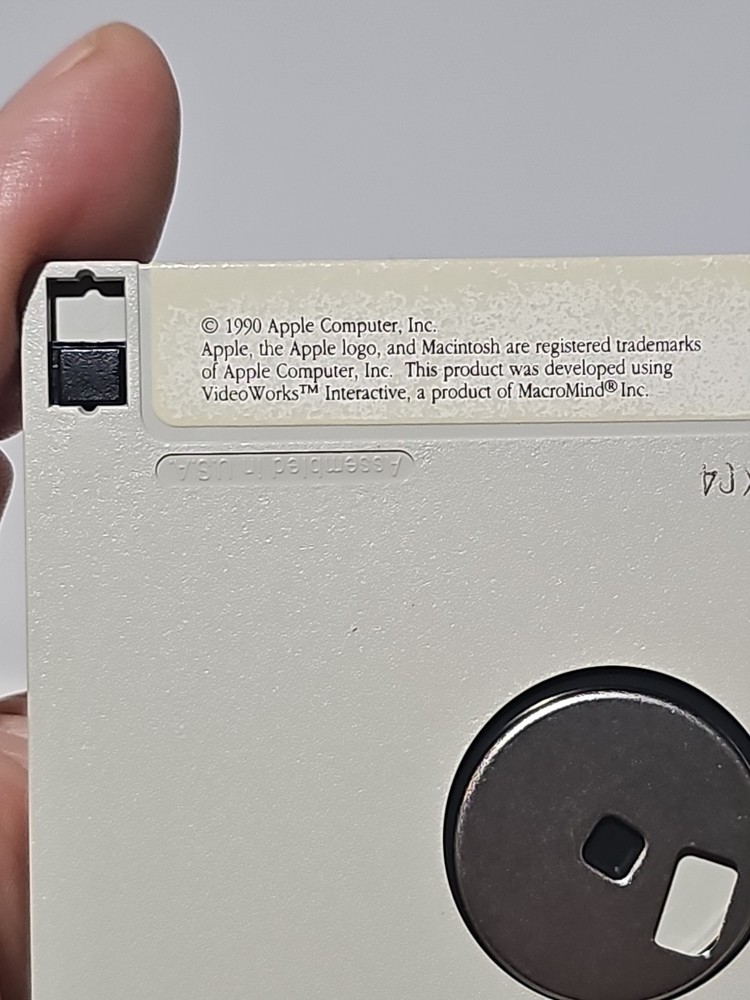 © 1990 Apple Computer, Inc.
Apple, the Apple logo, and Macintosh are registered trademarks
of Apple Computer, Inc. This product was developed using
VideoWorks™ Interactive, a product of MacroMind® Inc.
Assembled in U.S.A.